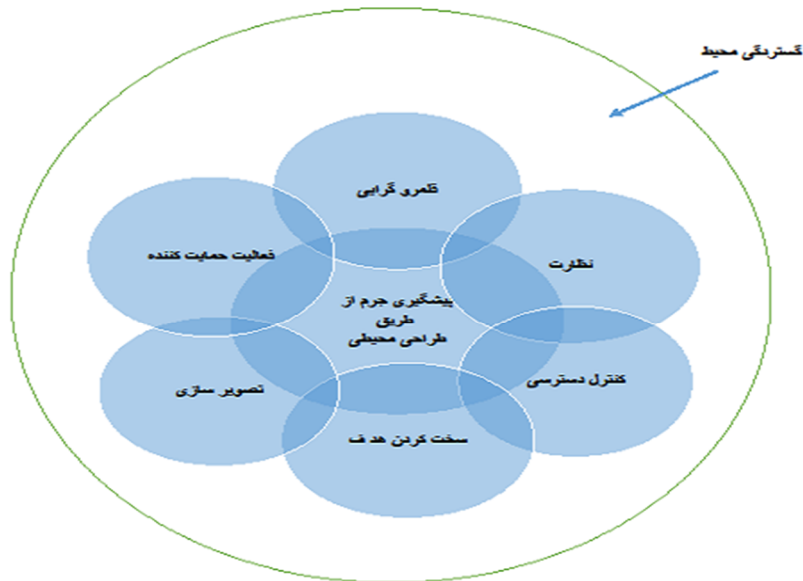 گستردگی محیط
قلمرو گرایی
فعالیت حمایت کننده
نظارت
پیشگیری جرم از
طریق
طراحی محیطی
تصویر سازی
کنترل دسترسی
سخت کردن هد ف